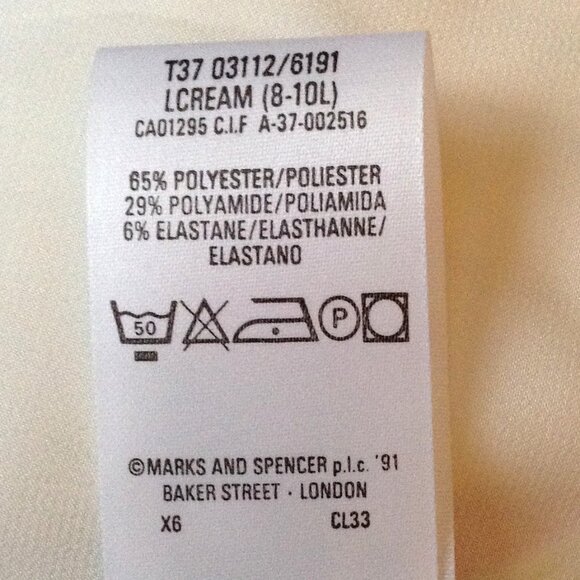 T37 03112/6191
LCREAM (8-10L)
CA01295 C.I.F A-37-002516
65% POLYESTER/POLIESTER
29% POLYAMIDE/POLIAMIDA
6% ELASTANE/ELASTHANNE/
ELASTANO
50 P
©MARKS AND SPENCER p.l.c. '91
BAKER STREET · LONDON
X6 CL33